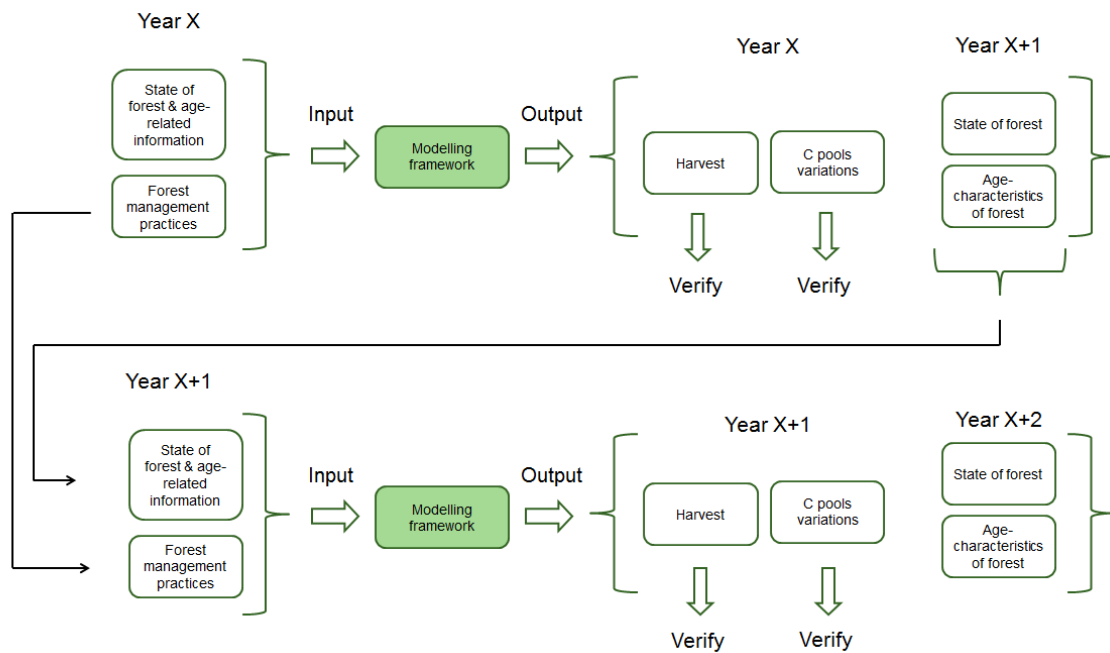 Year X
State of
forest & age-
related
information
Forest
management
practices
Input
Modelling
framework
Output
Year X
Harvest
C pools
variations
Verify
Verify
Year X+1
State of forest
Age-
characteristics
of forest
Year X+1
State of
forest & age-
related
information
Forest
management
practices
Input
Modelling
framework
Output
Year X+1
Harvest
C pools
variations
Verify
Verify
Year X+2
State of forest
Age-
characteristics
of forest